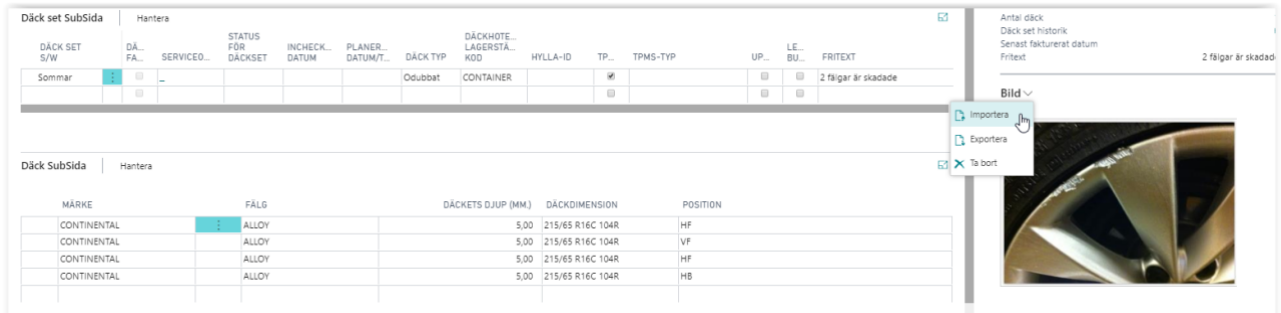 Däck set SubSida Hantera
DÄCK SET S/W DÄ... FA... SERVICEO... STATUS FÖR DÄCKSET INCHECK... DATUM PLANER... DATUM/T... DÄCK TYP DÄCKHOTE... LAGERSTÄ... KOD HYLLA-ID TP... TPMS-TYP UP... LE... BU... FRITEXT
Sommar Odubbat CONTAINER 2 fälgar är skadade
Däck SubSida Hantera
MÄRKE FÄLG DÄCKETS DJUP (MM.) DÄCKDIMENSION POSITION
CONTINENTAL ALLOY 5,00 215/65 R16C 104R HF
CONTINENTAL ALLOY 5,00 215/65 R16C 104R VF
CONTINENTAL ALLOY 5,00 215/65 R16C 104R HF
CONTINENTAL ALLOY 5,00 215/65 R16C 104R HB
Antal däck
Däck set historik
Senast fakturerat datum
Fritext 2 fälgar är skadade
Bild
Importera
Exportera
Ta bort